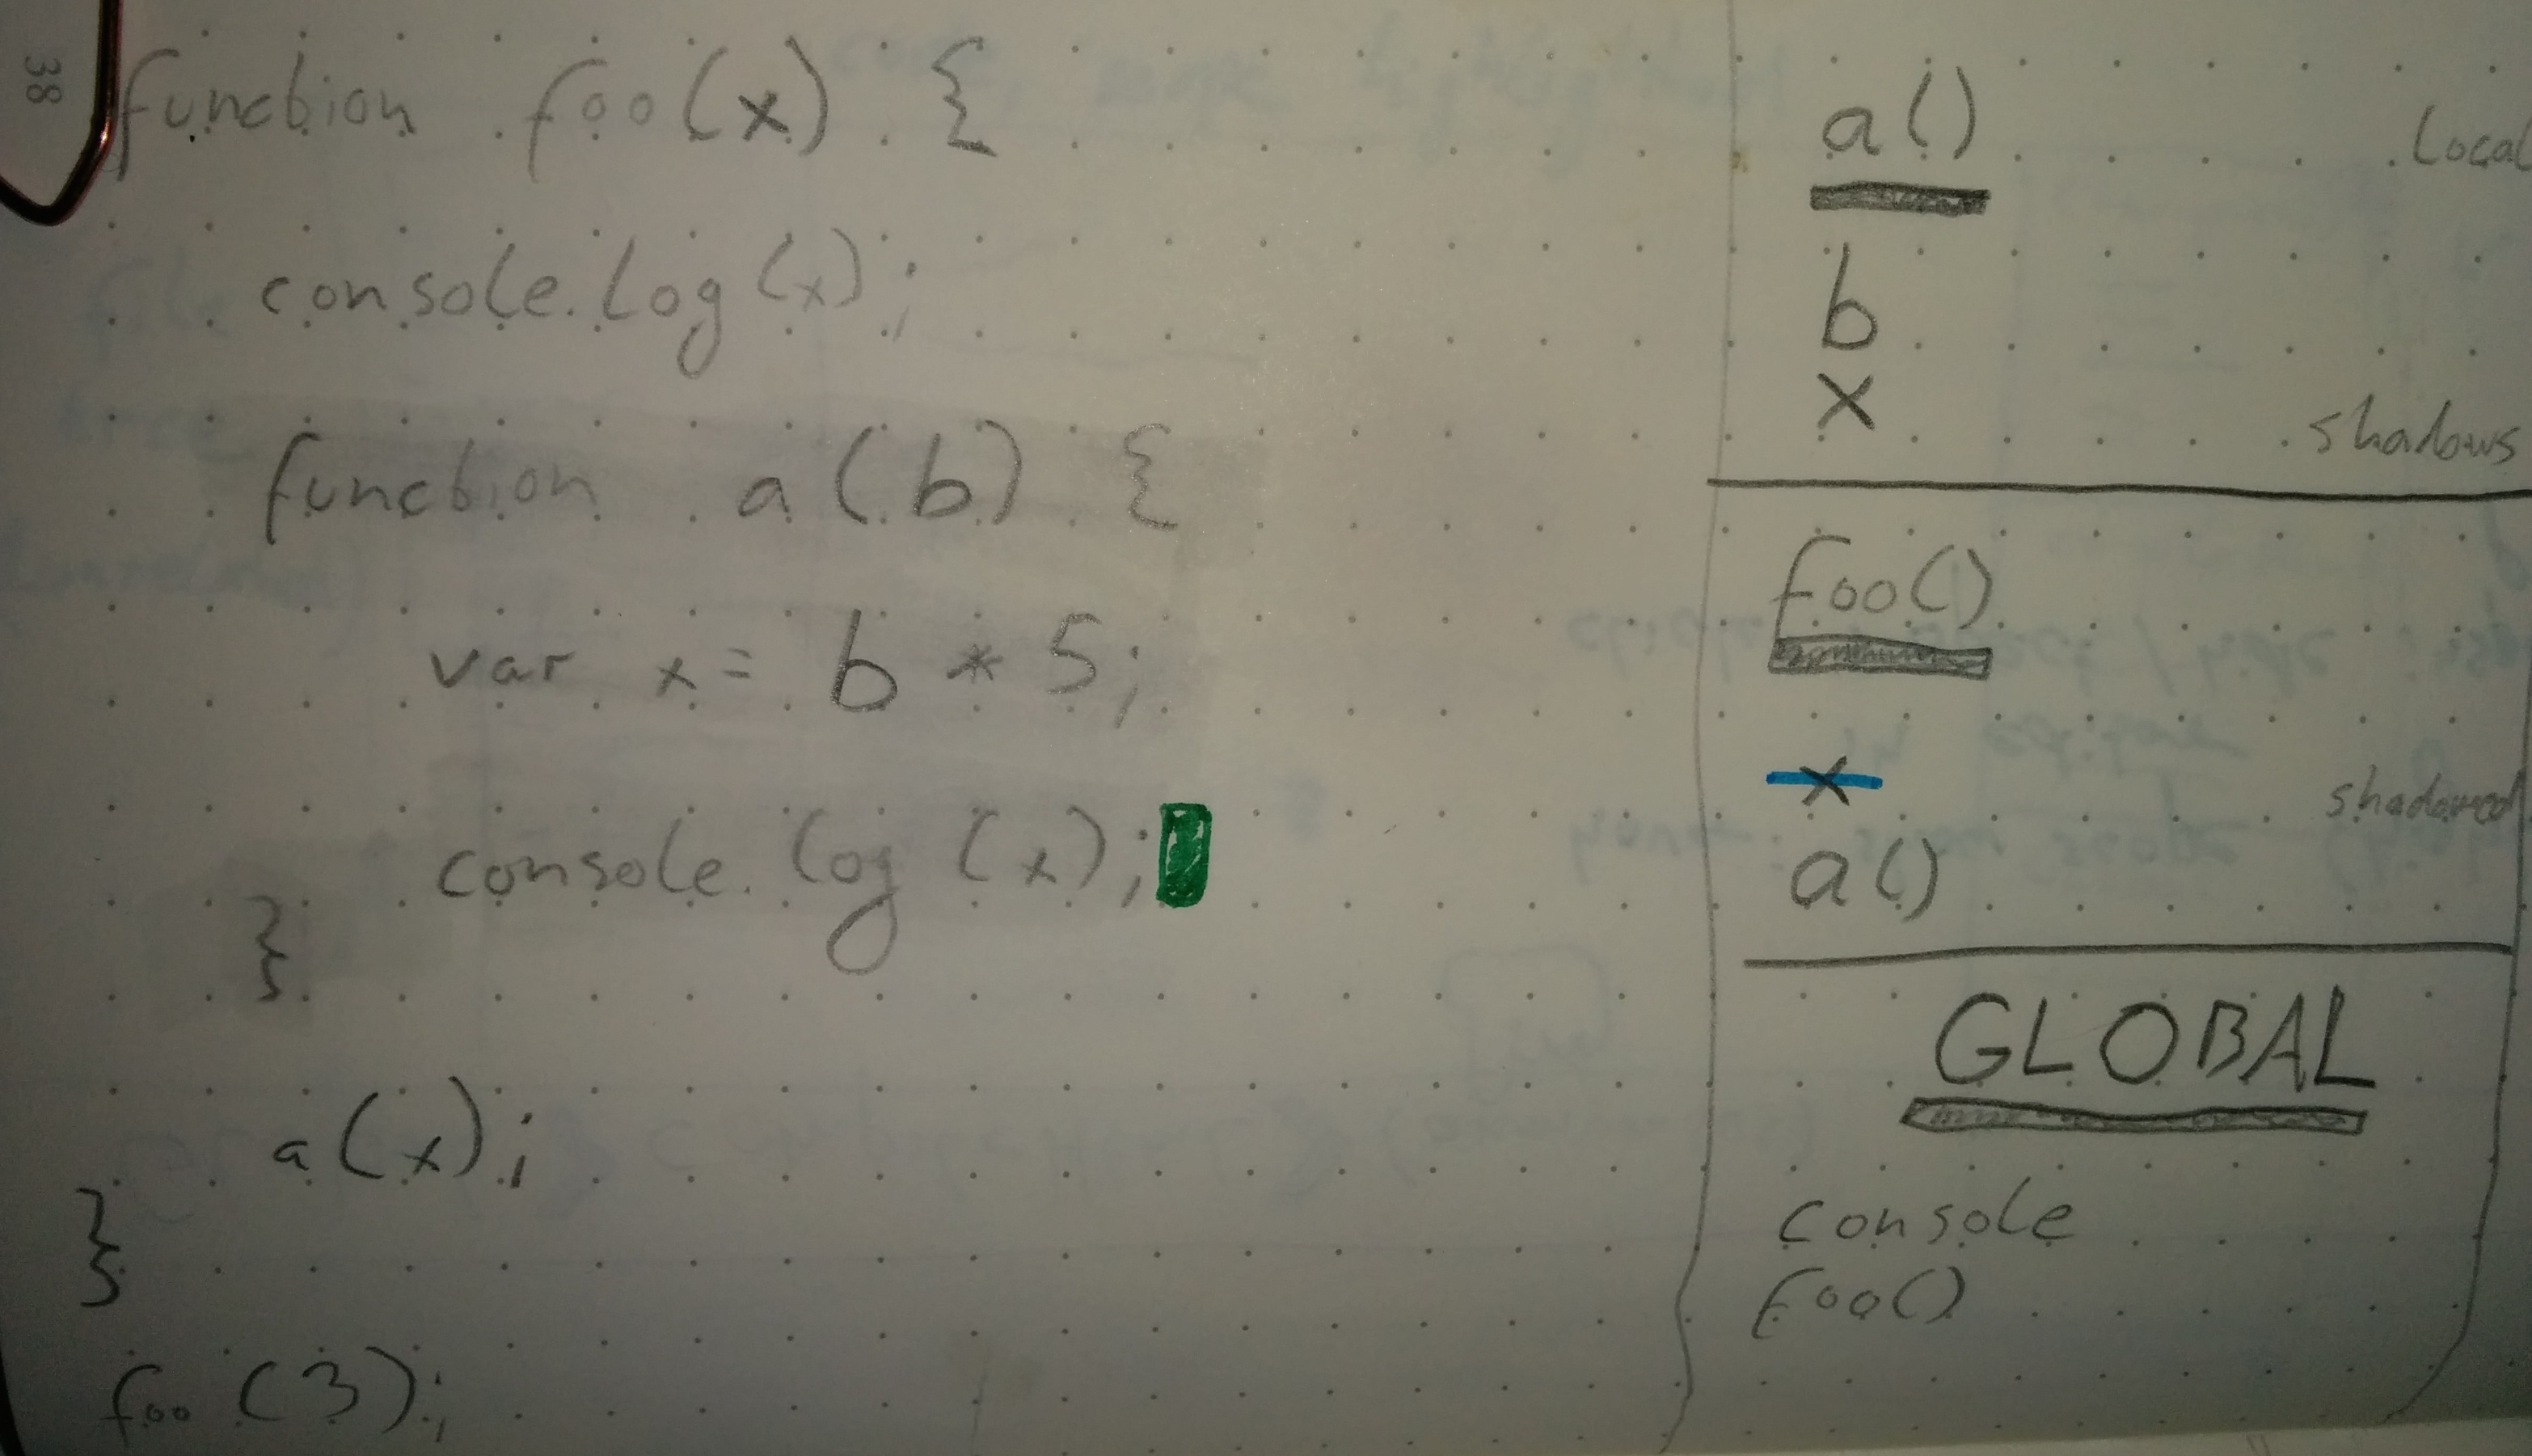 38
function foo(x) {
console.log(x);
function a(b) {
var x = b * 5;
console.log(x);
}
a(x);
}
foo(3);
a() Local
b
x shadows
foo()
x shadowed
a()
GLOBAL
console
foo()